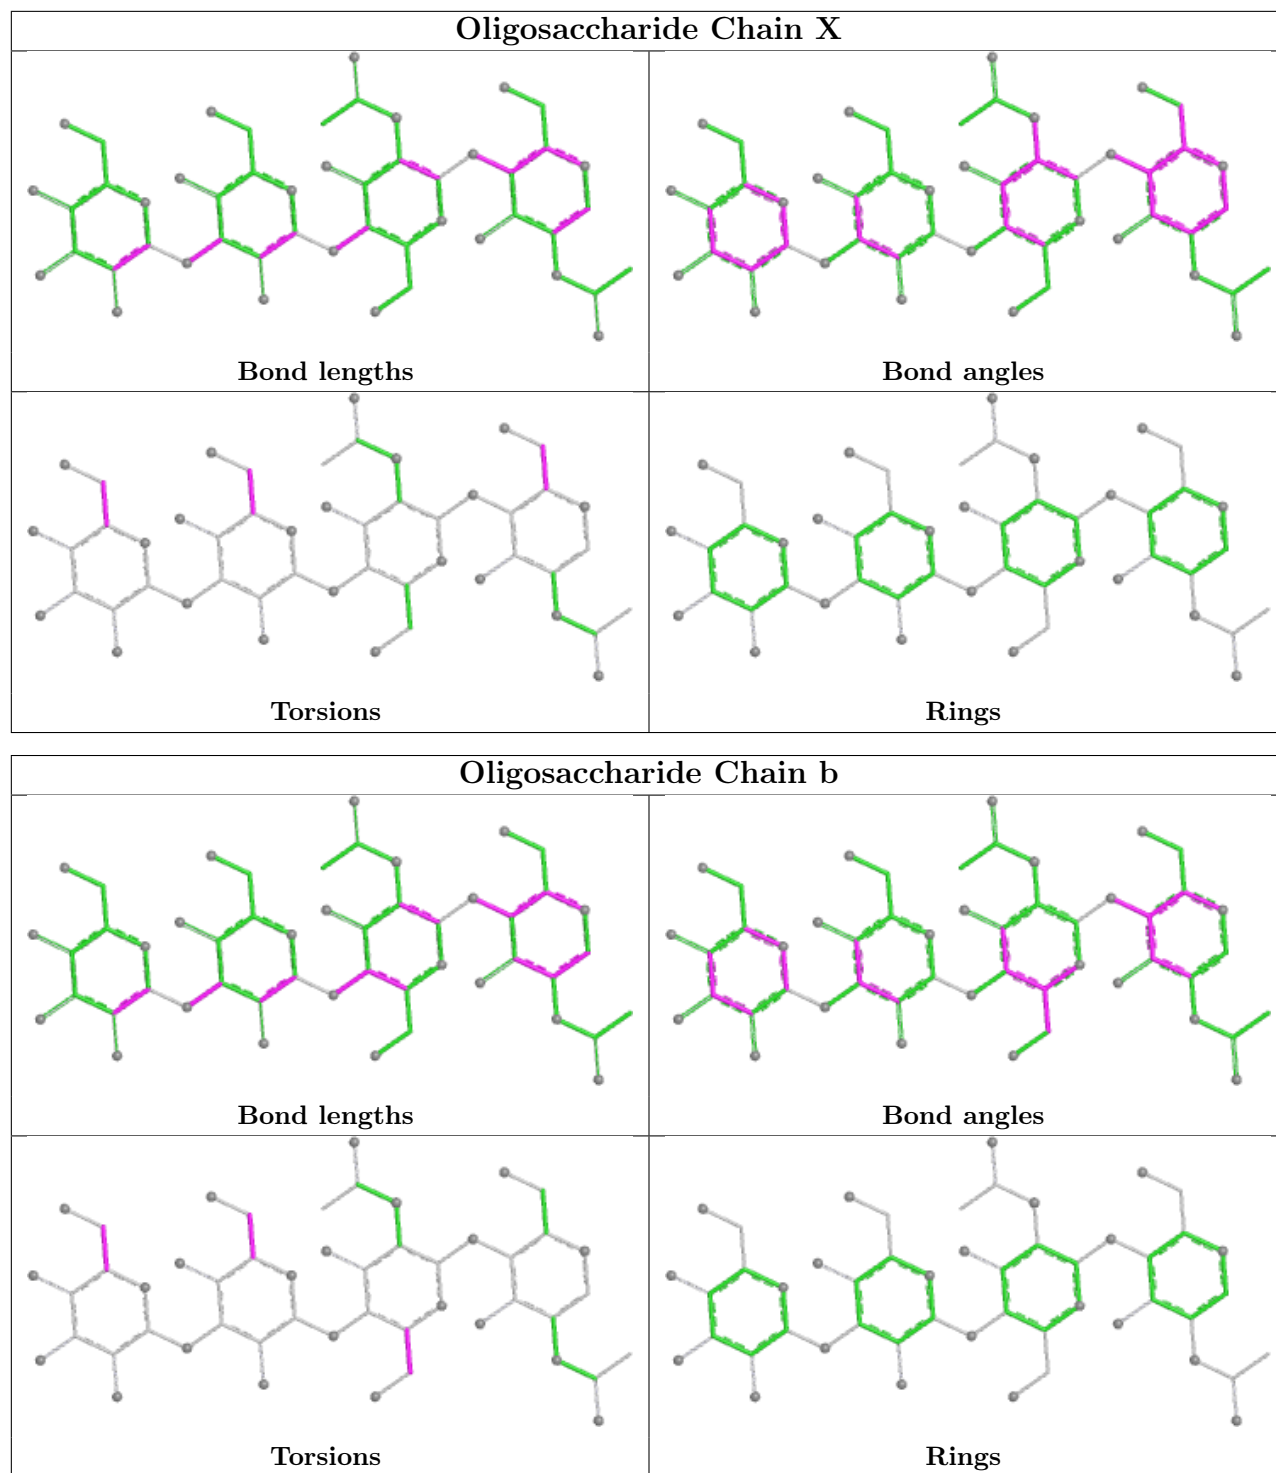 Oligosaccharide Chain X
Bond lengths
Bond angles
Torsions
Rings
Oligosaccharide Chain b
Bond lengths
Bond angles
Torsions
Rings